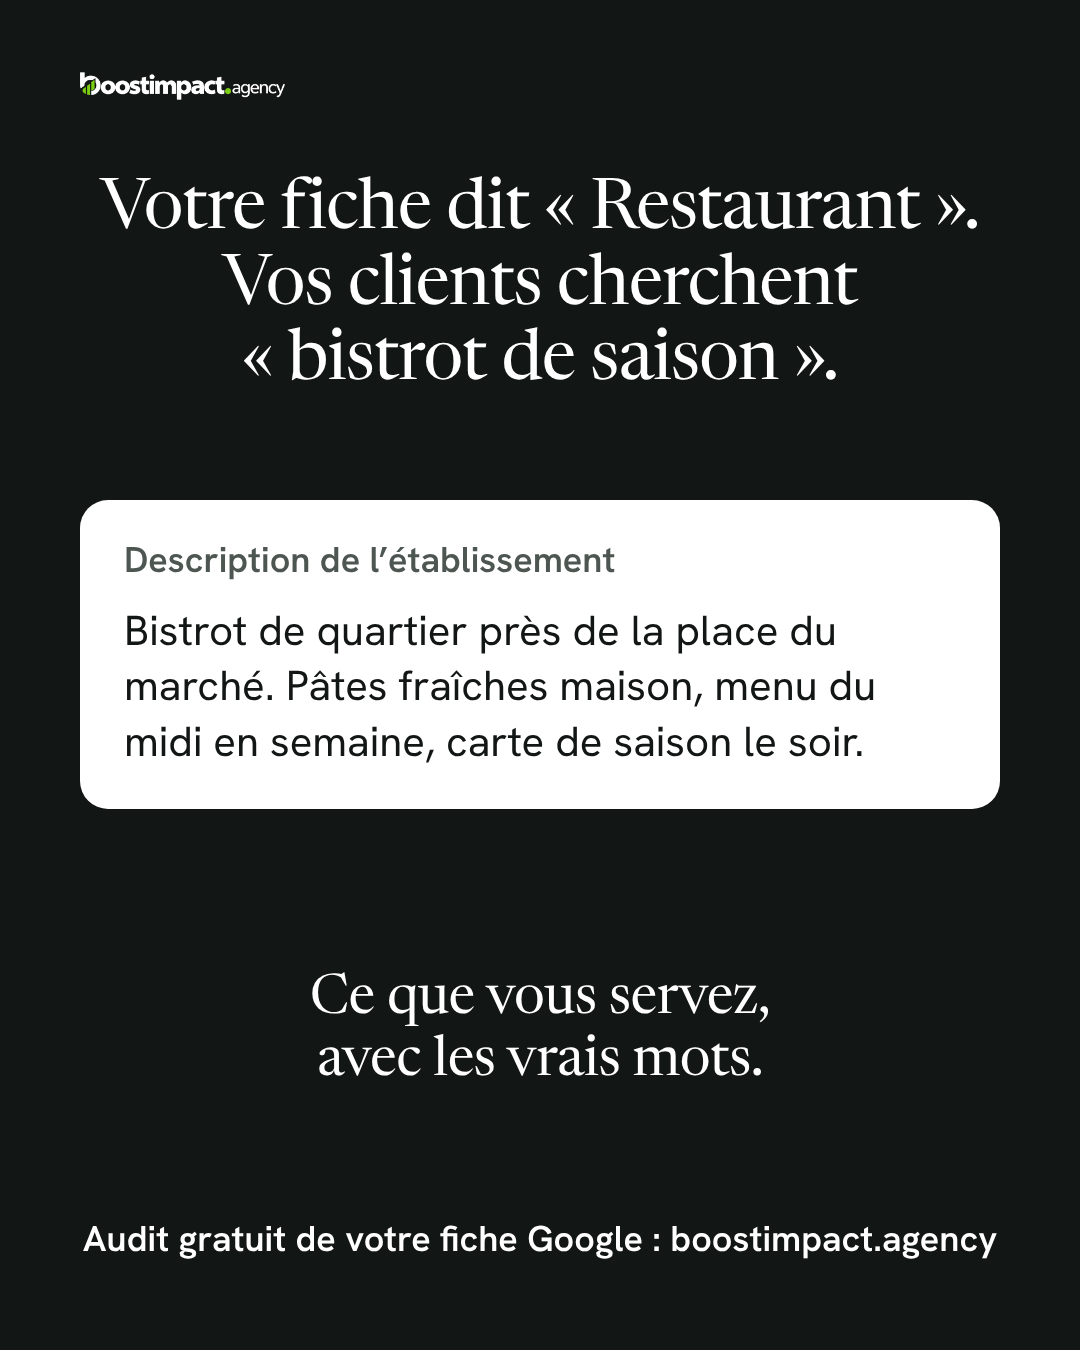 boostimpact.agency
Votre fiche dit « Restaurant ».
Vos clients cherchent
« bistrot de saison ».
Description de l’établissement
Bistrot de quartier près de la place du
marché. Pâtes fraîches maison, menu du
midi en semaine, carte de saison le soir.
Ce que vous servez,
avec les vrais mots.
Audit gratuit de votre fiche Google : boostimpact.agency